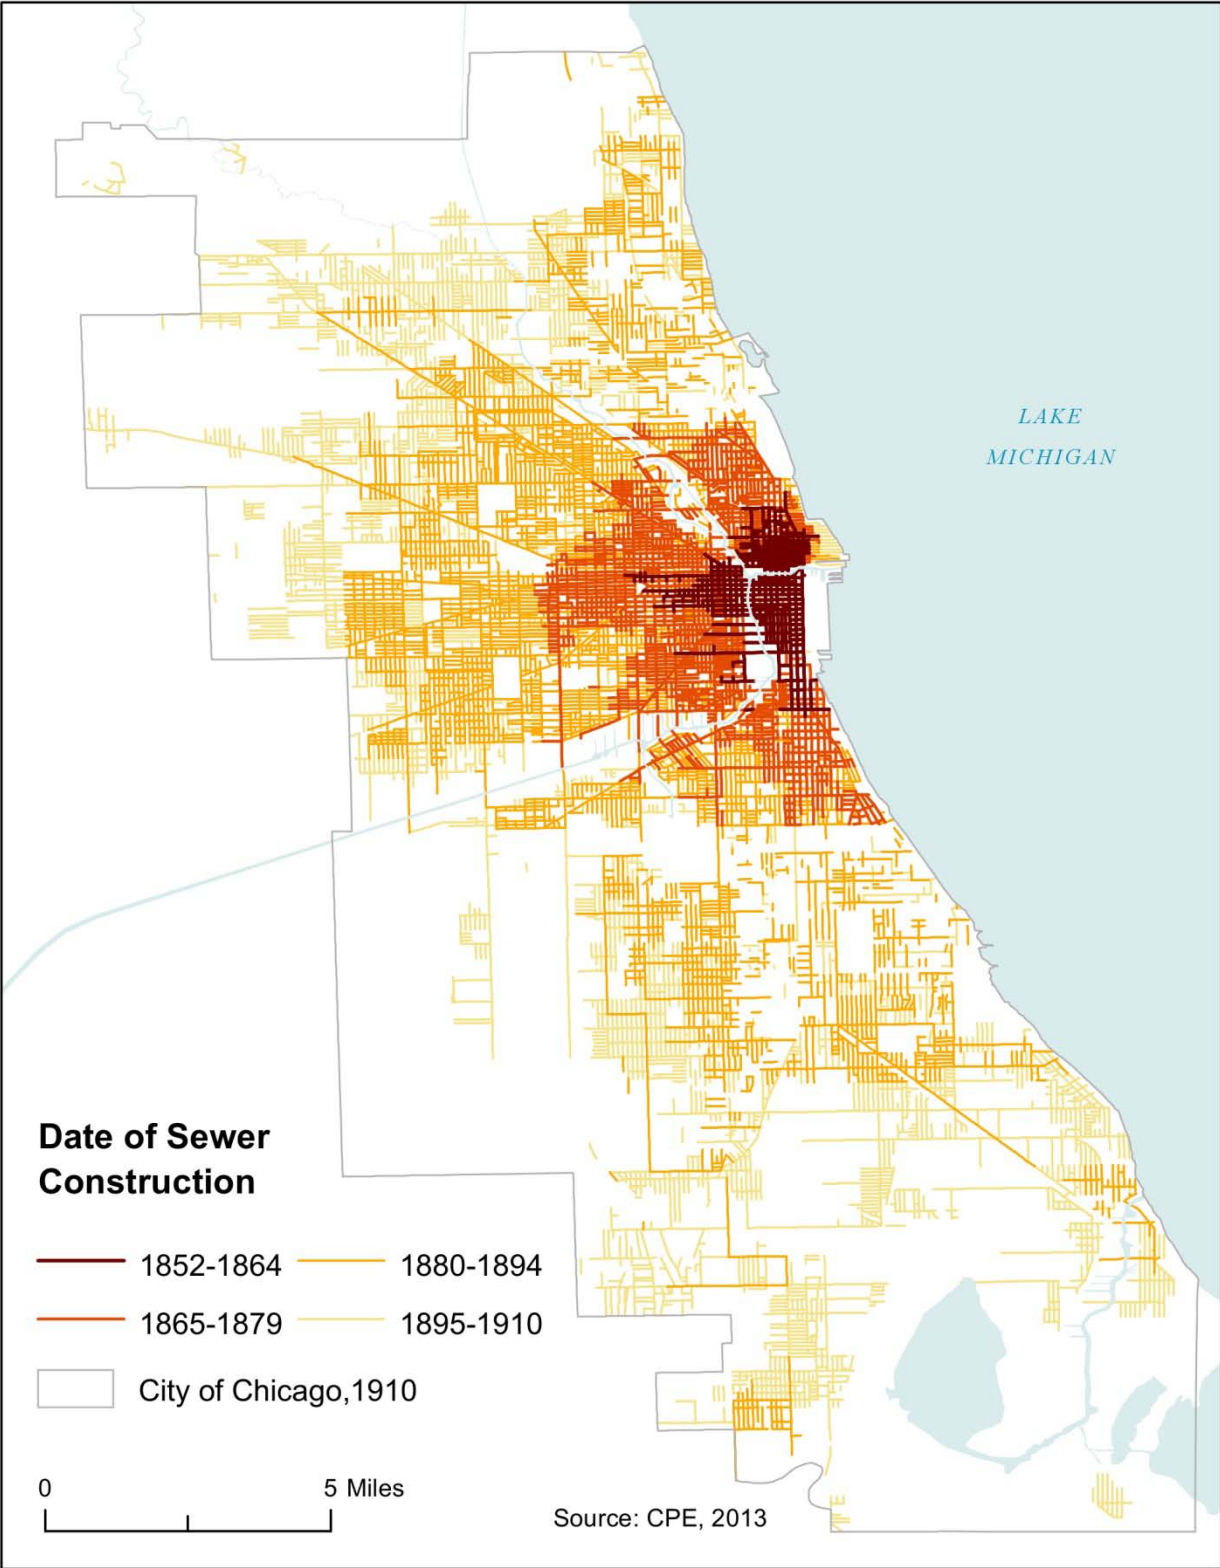 LAKE
MICHIGAN
Date of Sewer
Construction
1852-1864
1880-1894
1865-1879
1895-1910
City of Chicago,1910
0
5 Miles
Source: CPE, 2013